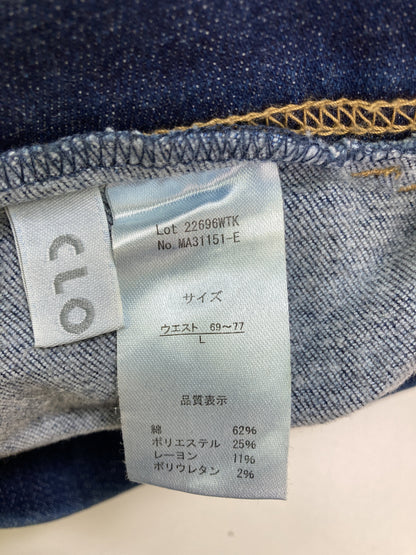 CLO
Lot 22696WTK
No. MA31151-E
サイズ
ウエスト 69～77
L
品質表示
綿 62%
ポリエステル 25%
レーヨン 11%
ポリウレタン 2%